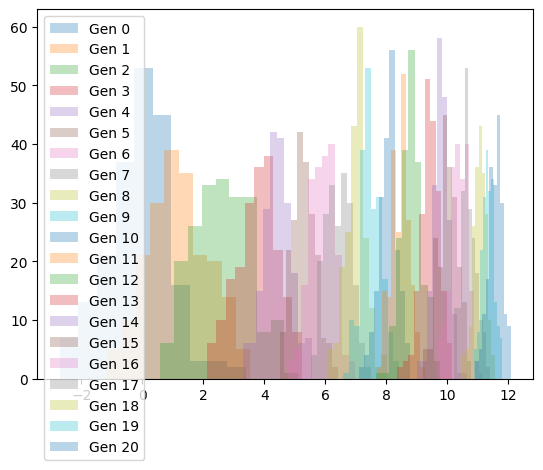 60
50
40
30
20
10
0
Gen 0
Gen 1
Gen 2
Gen 3
Gen 4
Gen 5
Gen 6
Gen 7
Gen 8
Gen 9
Gen 10
Gen 11
Gen 12
Gen 13
Gen 14
Gen 15
Gen 16
Gen 17
Gen 18
Gen 19
Gen 20
−2 0 2 4 6 8 10 12